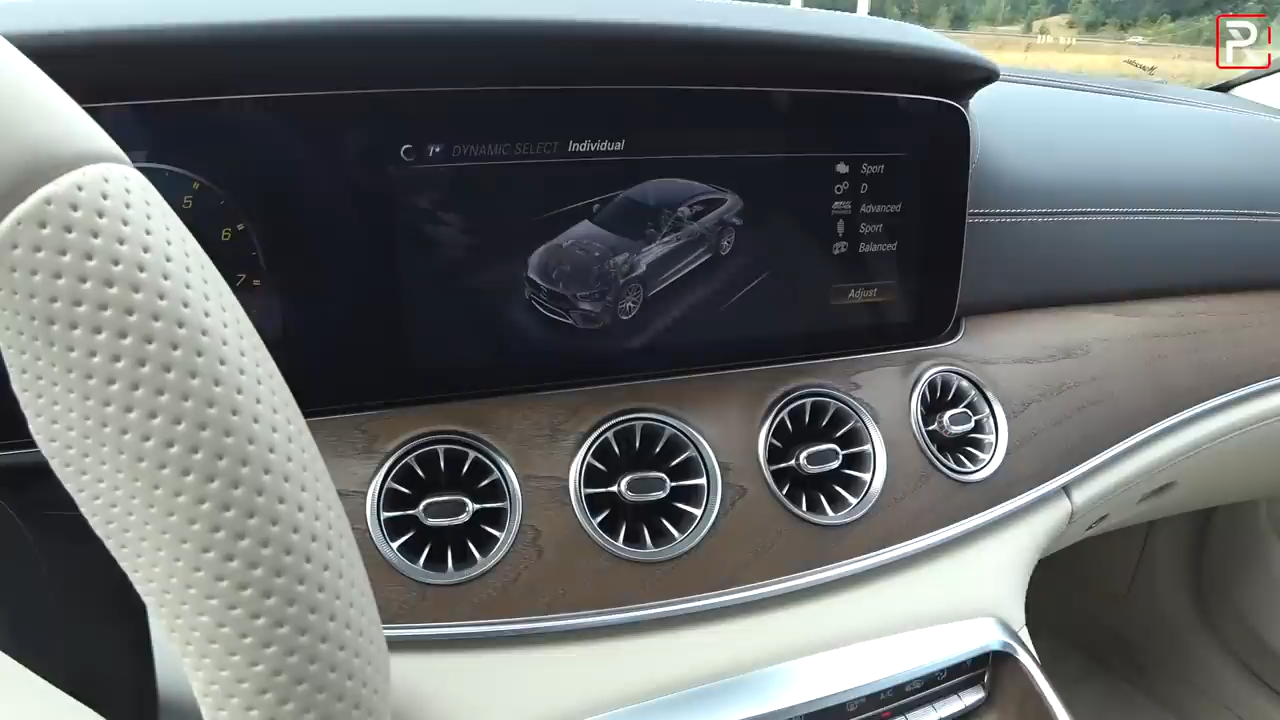 5
6
7
DYNAMIC SELECT Individual
Sport
D
Advanced
Sport
Balanced
Adjust
A/C